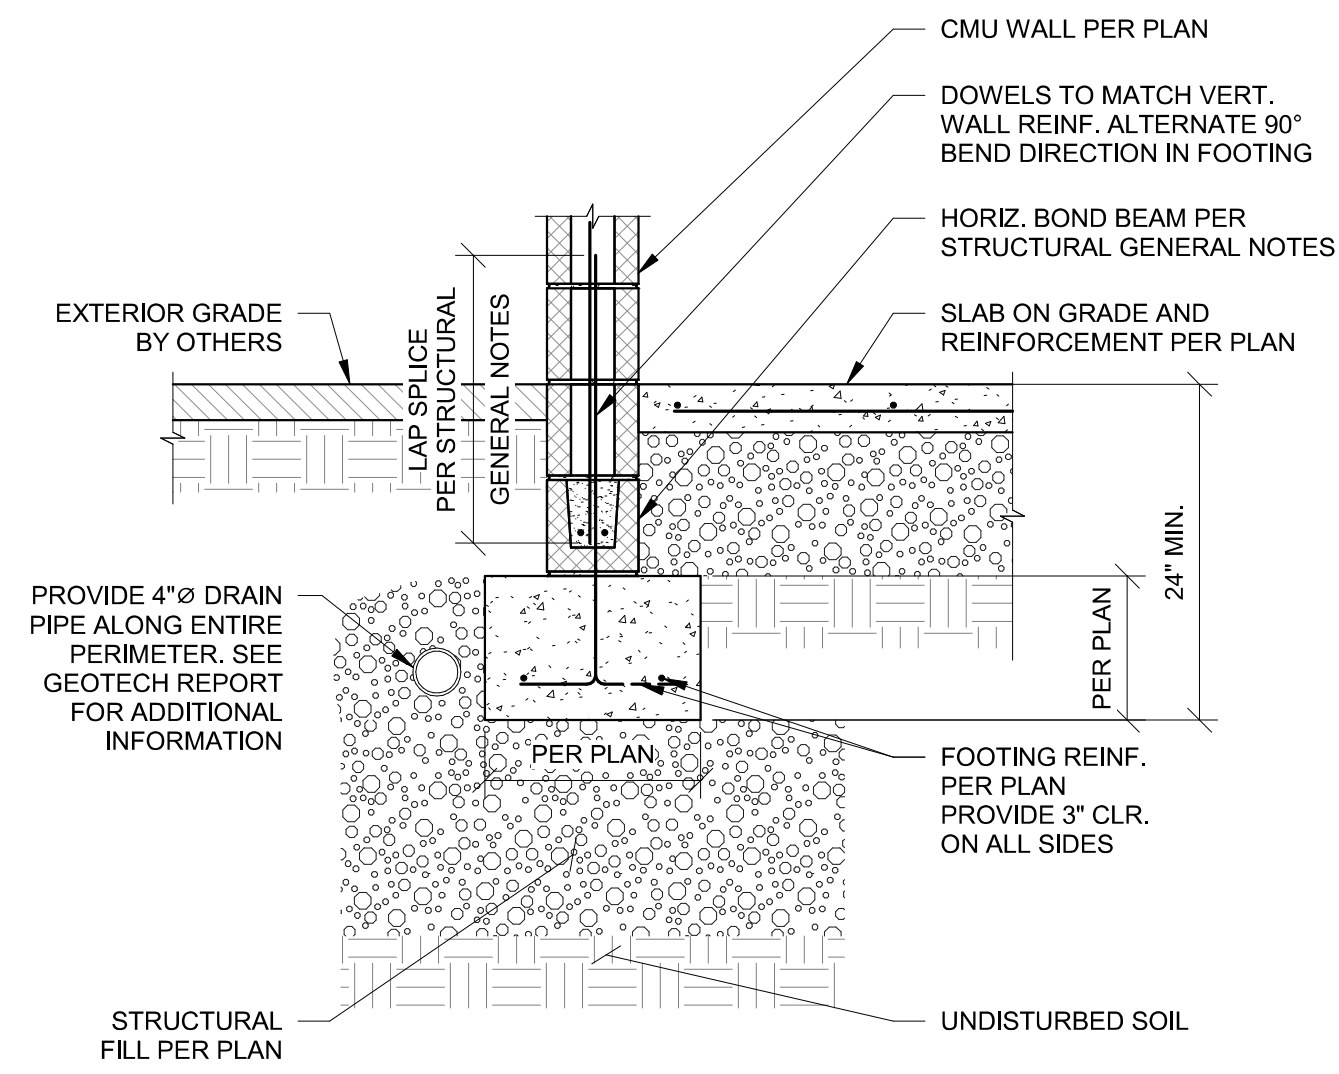 CMU WALL PER PLAN
DOWELS TO MATCH VERT.
WALL REINF. ALTERNATE 90°
BEND DIRECTION IN FOOTING
HORIZ. BOND BEAM PER
STRUCTURAL GENERAL NOTES
SLAB ON GRADE AND
REINFORCEMENT PER PLAN
EXTERIOR GRADE
BY OTHERS
LAP SPLICE
PER STRUCTURAL
GENERAL NOTES
24" MIN.
PER PLAN
PROVIDE 4"Ø DRAIN
PIPE ALONG ENTIRE
PERIMETER. SEE
GEOTECH REPORT
FOR ADDITIONAL
INFORMATION
PER PLAN
FOOTING REINF.
PER PLAN
PROVIDE 3" CLR.
ON ALL SIDES
STRUCTURAL
FILL PER PLAN
UNDISTURBED SOIL